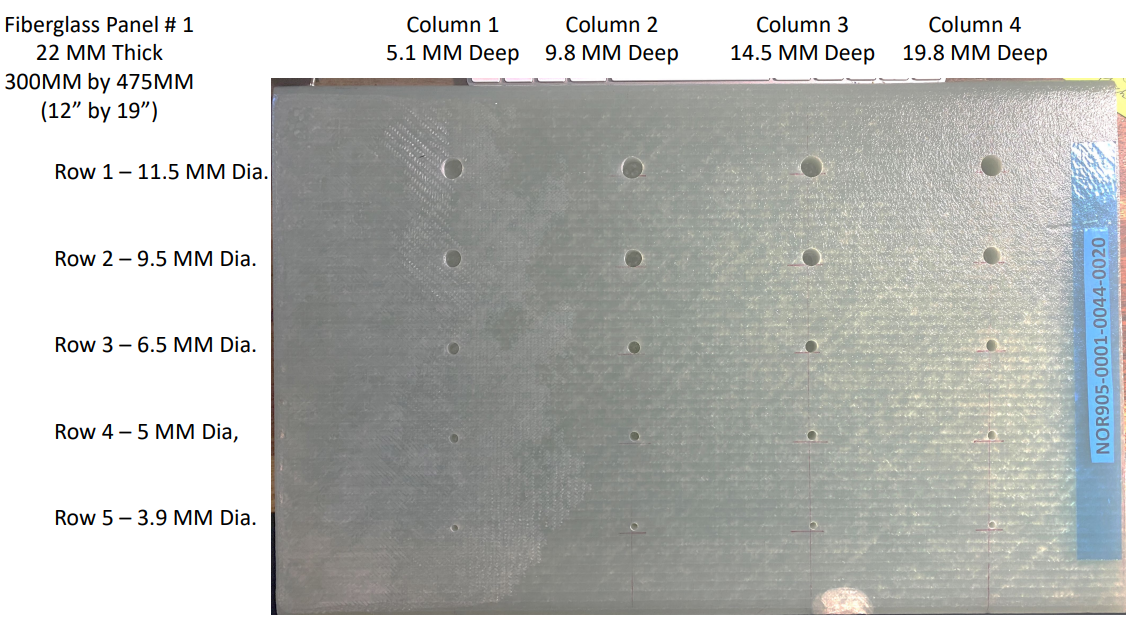 Fiberglass Panel # 1
22 MM Thick
300MM by 475MM
(12” by 19”)
Column 1
5.1 MM Deep
Column 2
9.8 MM Deep
Column 3
14.5 MM Deep
Column 4
19.8 MM Deep
Row 1 – 11.5 MM Dia.
Row 2 – 9.5 MM Dia.
Row 3 – 6.5 MM Dia.
Row 4 – 5 MM Dia,
Row 5 – 3.9 MM Dia.
NOR905-0001-0044-0020